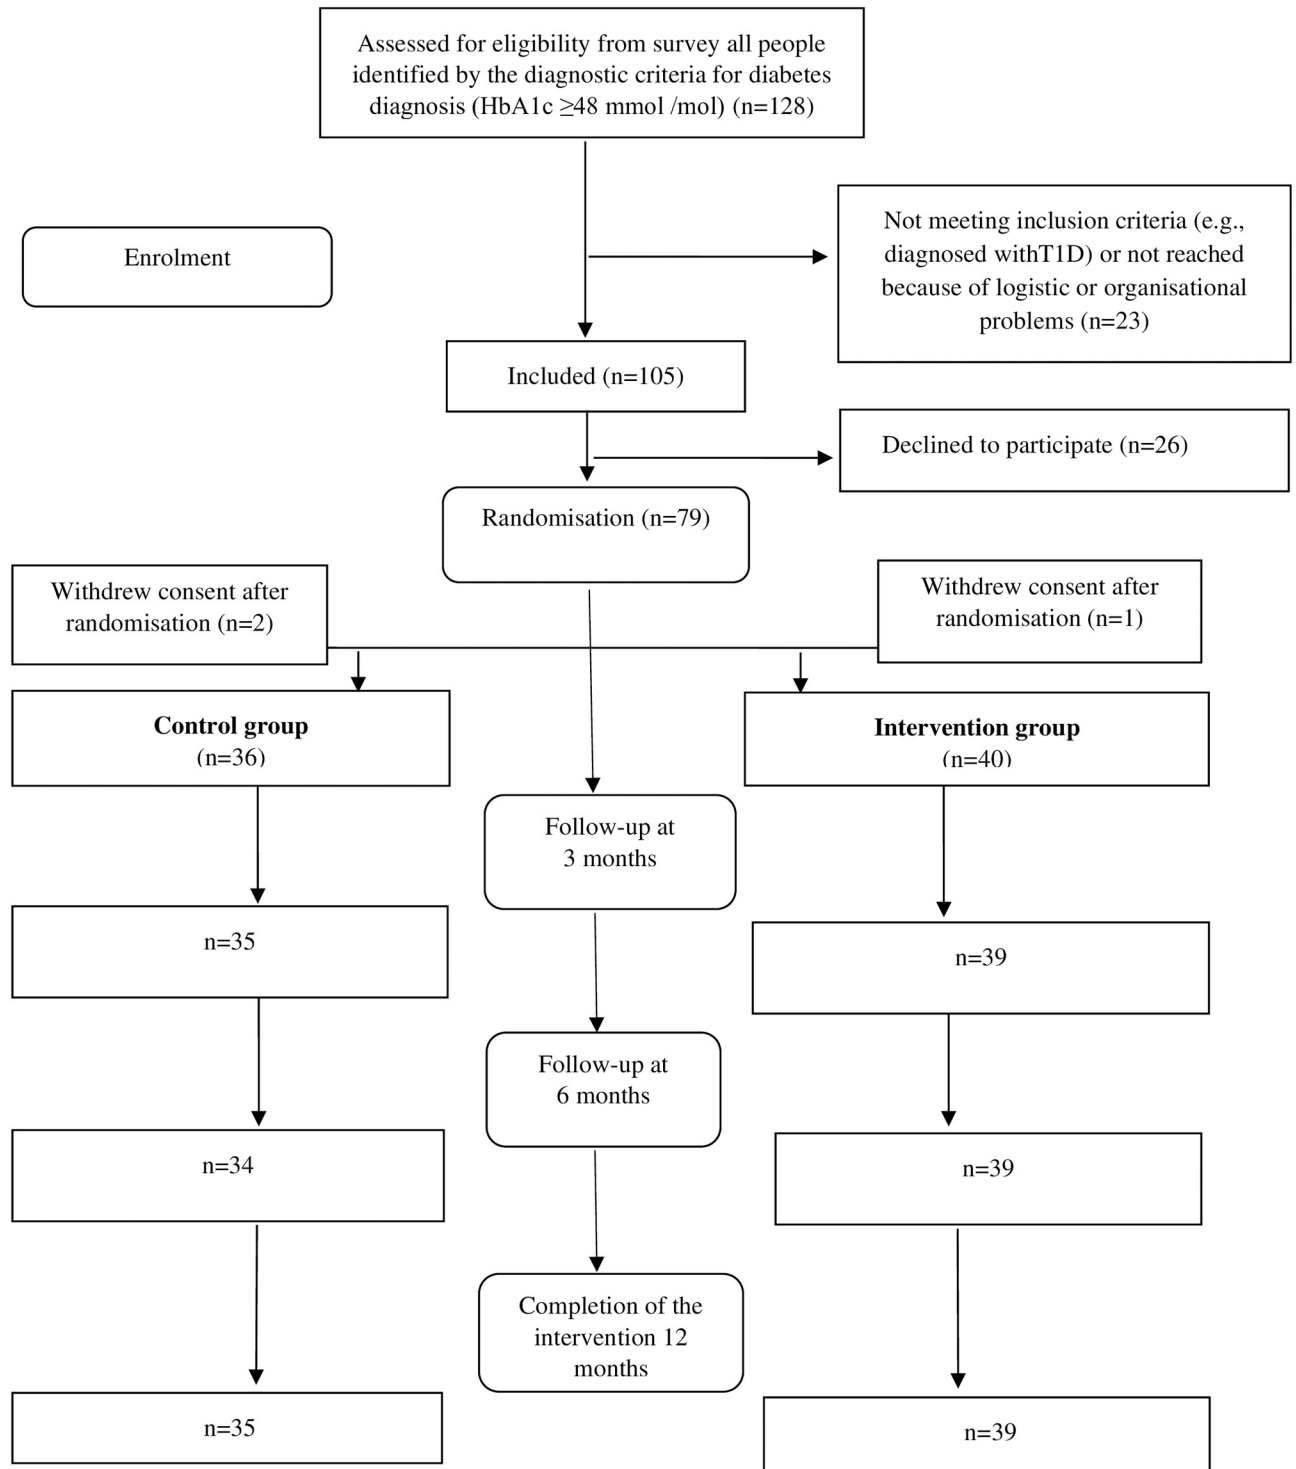 Assessed for eligibility from survey all people
identified by the diagnostic criteria for diabetes
diagnosis (HbA1c ≥48 mmol /mol) (n=128)
Enrolment
Not meeting inclusion criteria (e.g.,
diagnosed withT1D) or not reached
because of logistic or organisational
problems (n=23)
Included (n=105)
Declined to participate (n=26)
Randomisation (n=79)
Withdrew consent after
randomisation (n=2)
Withdrew consent after
randomisation (n=1)
Control group
(n=36)
Intervention group
(n=40)
Follow-up at
3 months
n=35
n=39
Follow-up at
6 months
n=34
n=39
Completion of the
intervention 12
months
n=35
n=39